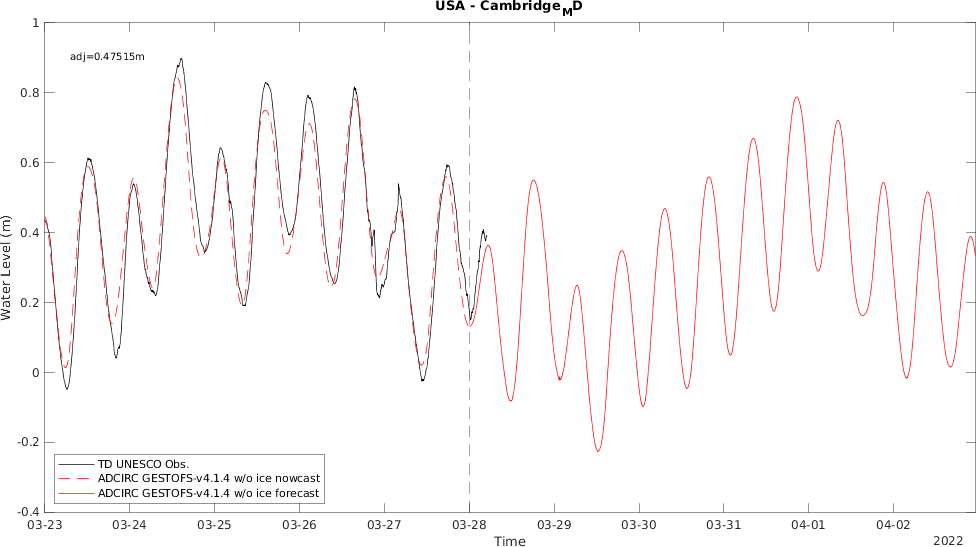 USA - Cambridge_MD
adj=0.47515m
1
0.8
0.6
0.4
0.2
0
-0.2
-0.4
Water Level (m)
TD UNESCO Obs.
ADCIRC GESTOFS-v4.1.4 w/o ice nowcast
ADCIRC GESTOFS-v4.1.4 w/o ice forecast
03-23 03-24 03-25 03-26 03-27 03-28 03-29 03-30 03-31 04-01 04-02
Time
2022